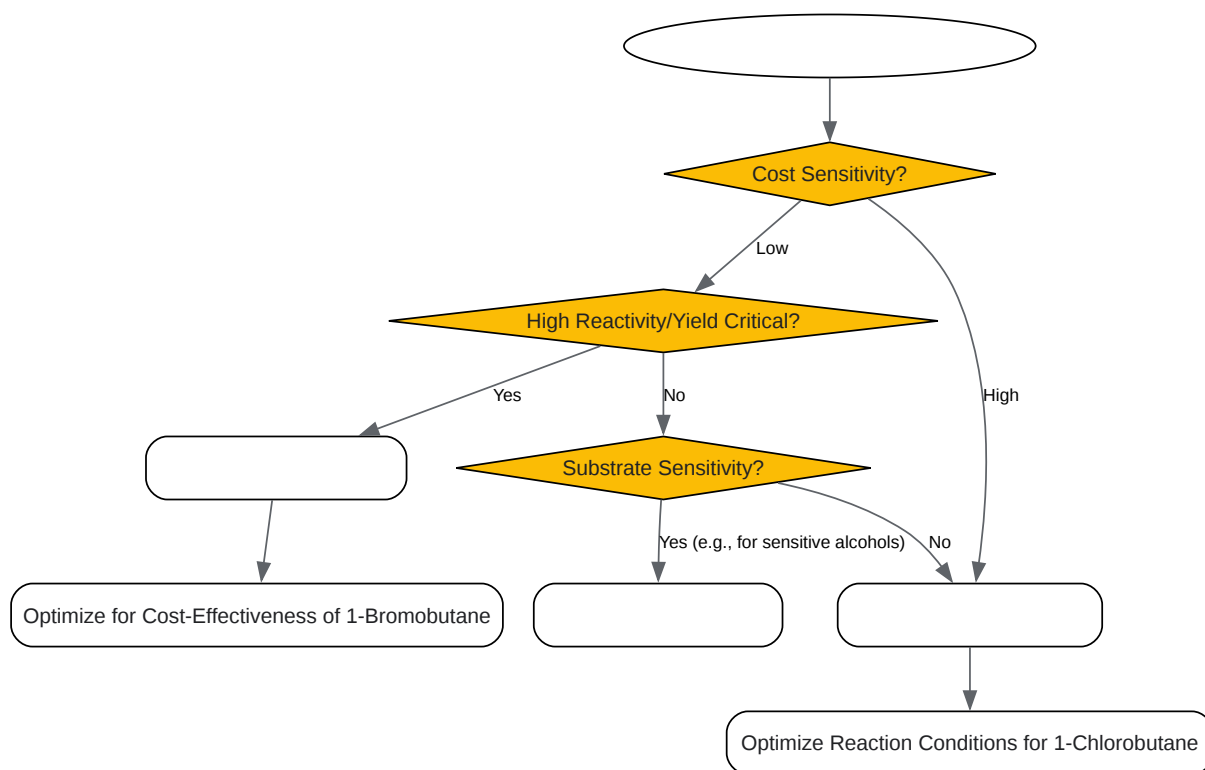 Cost Sensitivity?
Low
High Reactivity/Yield Critical?
Yes
No
High
Substrate Sensitivity?
Yes (e.g., for sensitive alcohols)
No
Optimize for Cost-Effectiveness of 1-Bromobutane
Optimize Reaction Conditions for 1-Chlorobutane